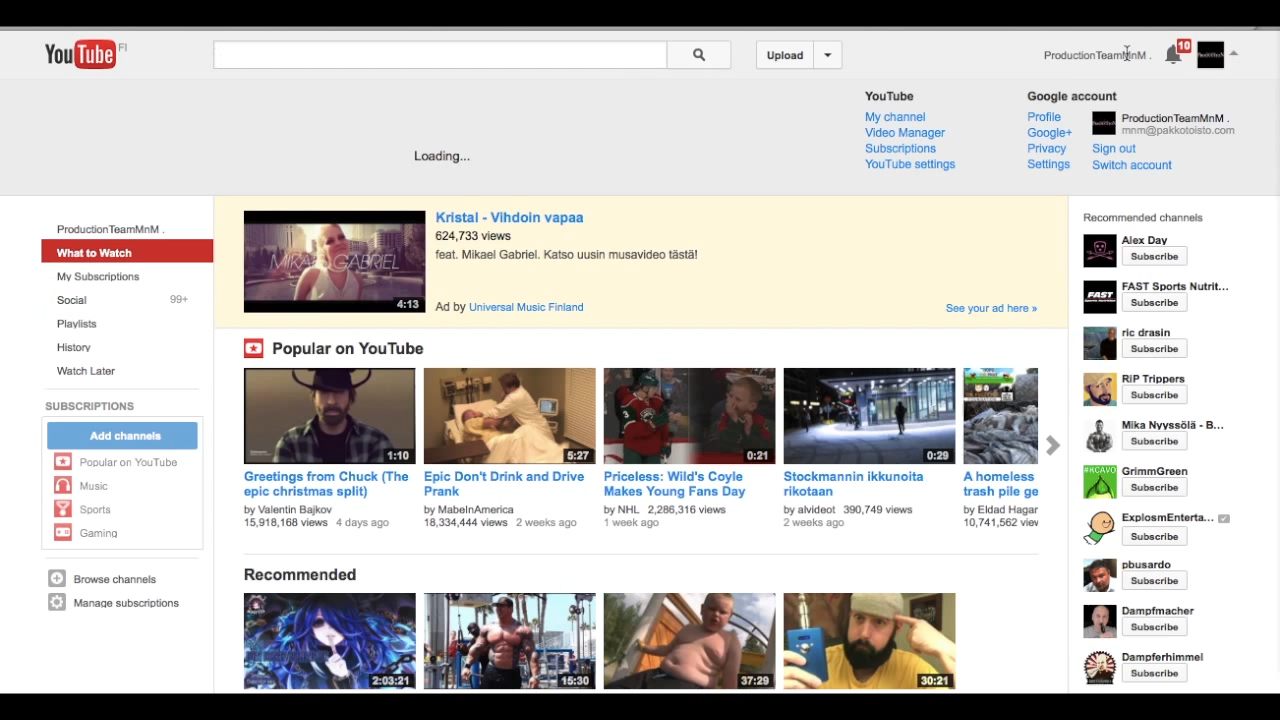 YouTube FI
Upload
ProductionTeamMnM .
10
YouTube
My channel
Video Manager
Subscriptions
YouTube settings
Google account
Profile
Google+
Privacy
Settings
ProductionTeamMnM .
mnm@pakkotoisto.com
Sign out
Switch account
Loading...
ProductionTeamMnM .
What to Watch
My Subscriptions
Social 99+
Playlists
History
Watch Later
SUBSCRIPTIONS
Add channels
Popular on YouTube
Music
Sports
Gaming
Browse channels
Manage subscriptions
MIKAEL GABRIEL
4:13
Kristal - Vihdoin vapaa
624,733 views
feat. Mikael Gabriel. Katso uusin musavideo tästä!
Ad by Universal Music Finland
See your ad here »
Popular on YouTube
1:10
Greetings from Chuck (The
epic christmas split)
by Valentin Bajkov
15,918,168 views 4 days ago
5:27
Epic Don't Drink and Drive
Prank
by MabelnAmerica
18,334,444 views 2 weeks ago
0:21
Priceless: Wild's Coyle
Makes Young Fans Day
by NHL 2,286,316 views
1 week ago
0:29
Stockmannin ikkunoita
rikotaan
by alvideot 390,749 views
2 weeks ago
A homeless
trash pile ge
by Eldad Hagar
10,741,562 view
Recommended
2:03:21
15:30
37:29
30:21
Recommended channels
Alex Day
Subscribe
FAST
FAST Sports Nutrit...
Subscribe
ric drasin
Subscribe
RiP Trippers
Subscribe
Mika Nyyssölä - B...
Subscribe
#KCAVO
GrimmGreen
Subscribe
ExplosmEnterta...
Subscribe
pbusardo
Subscribe
Dampfmacher
Subscribe
Dampferhimmel
Subscribe